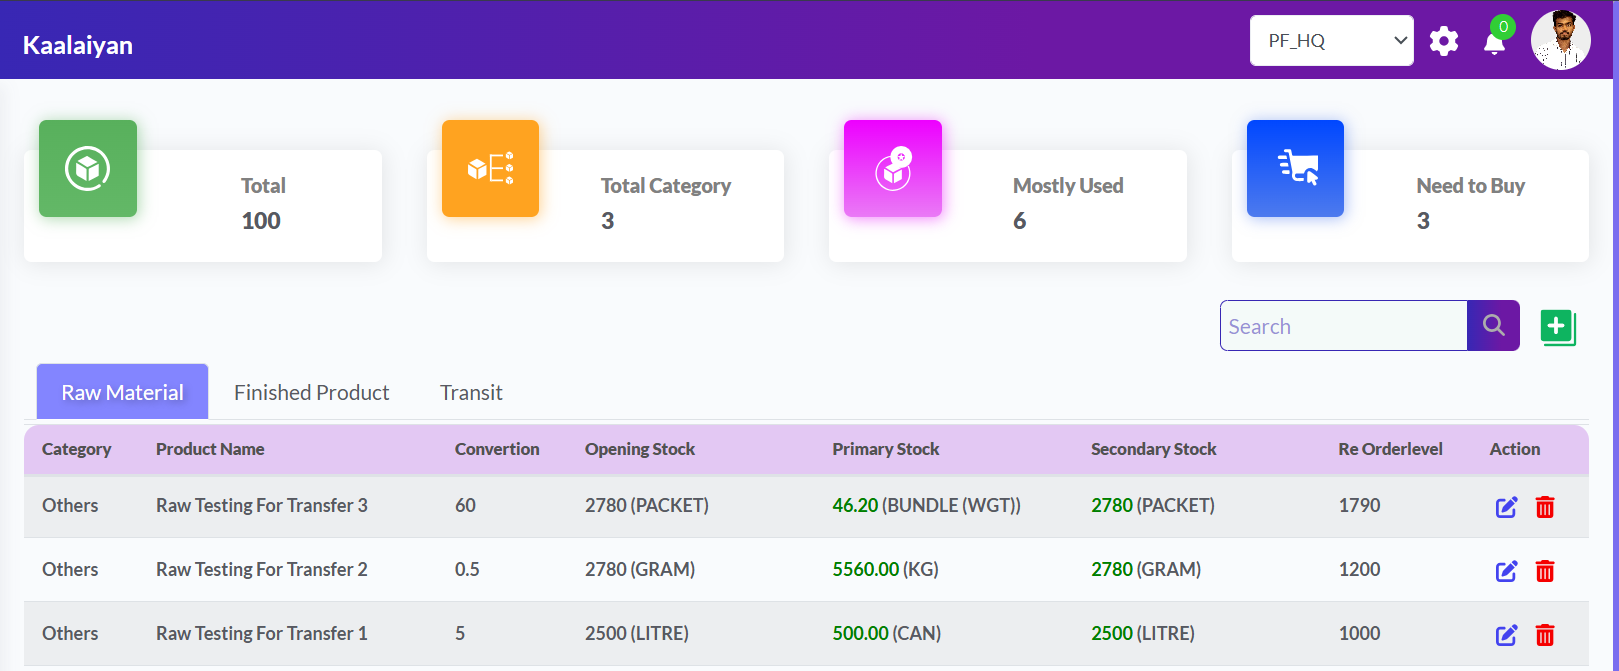 Kaalaiyan
PF_HQ
0
Total
100
Total Category
3
Mostly Used
6
Need to Buy
3
Search
Raw Material Finished Product Transit
Category Product Name Convertion Opening Stock Primary Stock Secondary Stock Re Orderlevel Action
Others Raw Testing For Transfer 3 60 2780 (PACKET) 46.20 (BUNDLE (WGT)) 2780 (PACKET) 1790
Others Raw Testing For Transfer 2 0.5 2780 (GRAM) 5560.00 (KG) 2780 (GRAM) 1200
Others Raw Testing For Transfer 1 5 2500 (LITRE) 500.00 (CAN) 2500 (LITRE) 1000